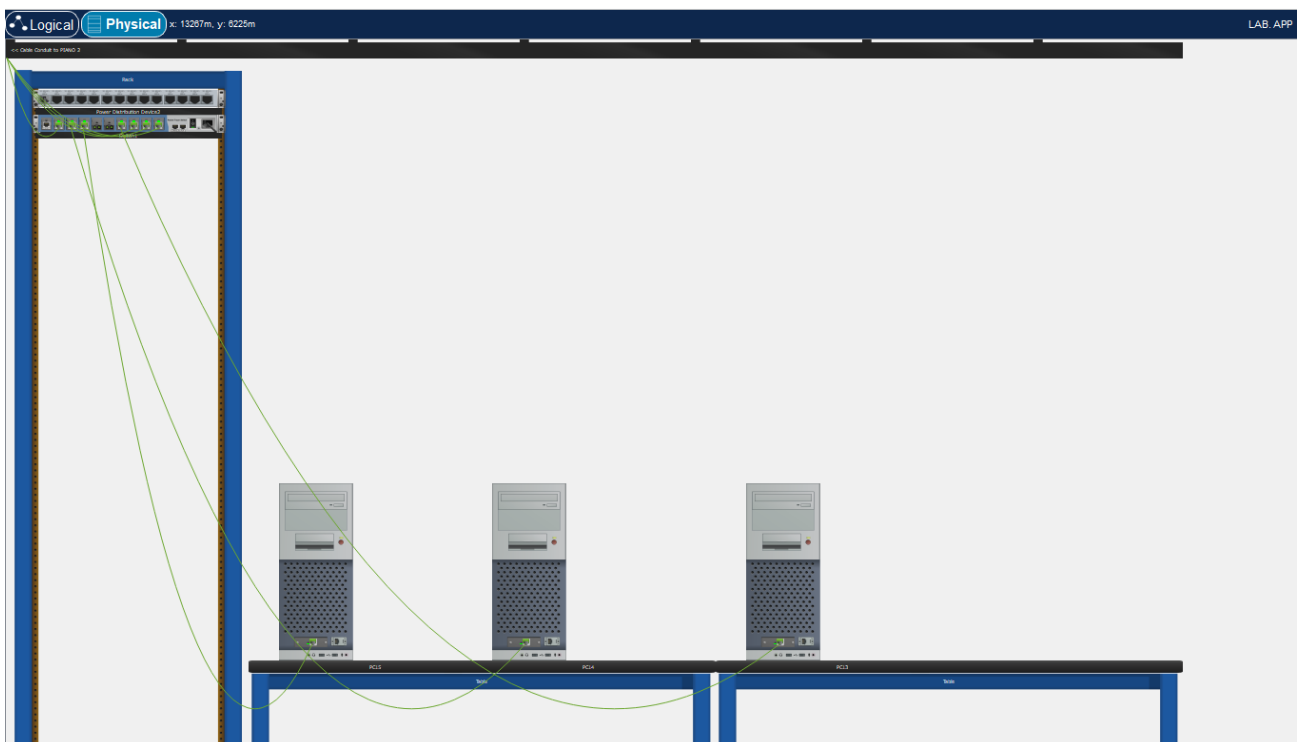 Logical Physical x: 13267m, y: 6225m LAB. APP
<< Cable Conduit to PIANO 2
Rack
Power Distribution Device2
PC15 PC14 PC13
Table Table